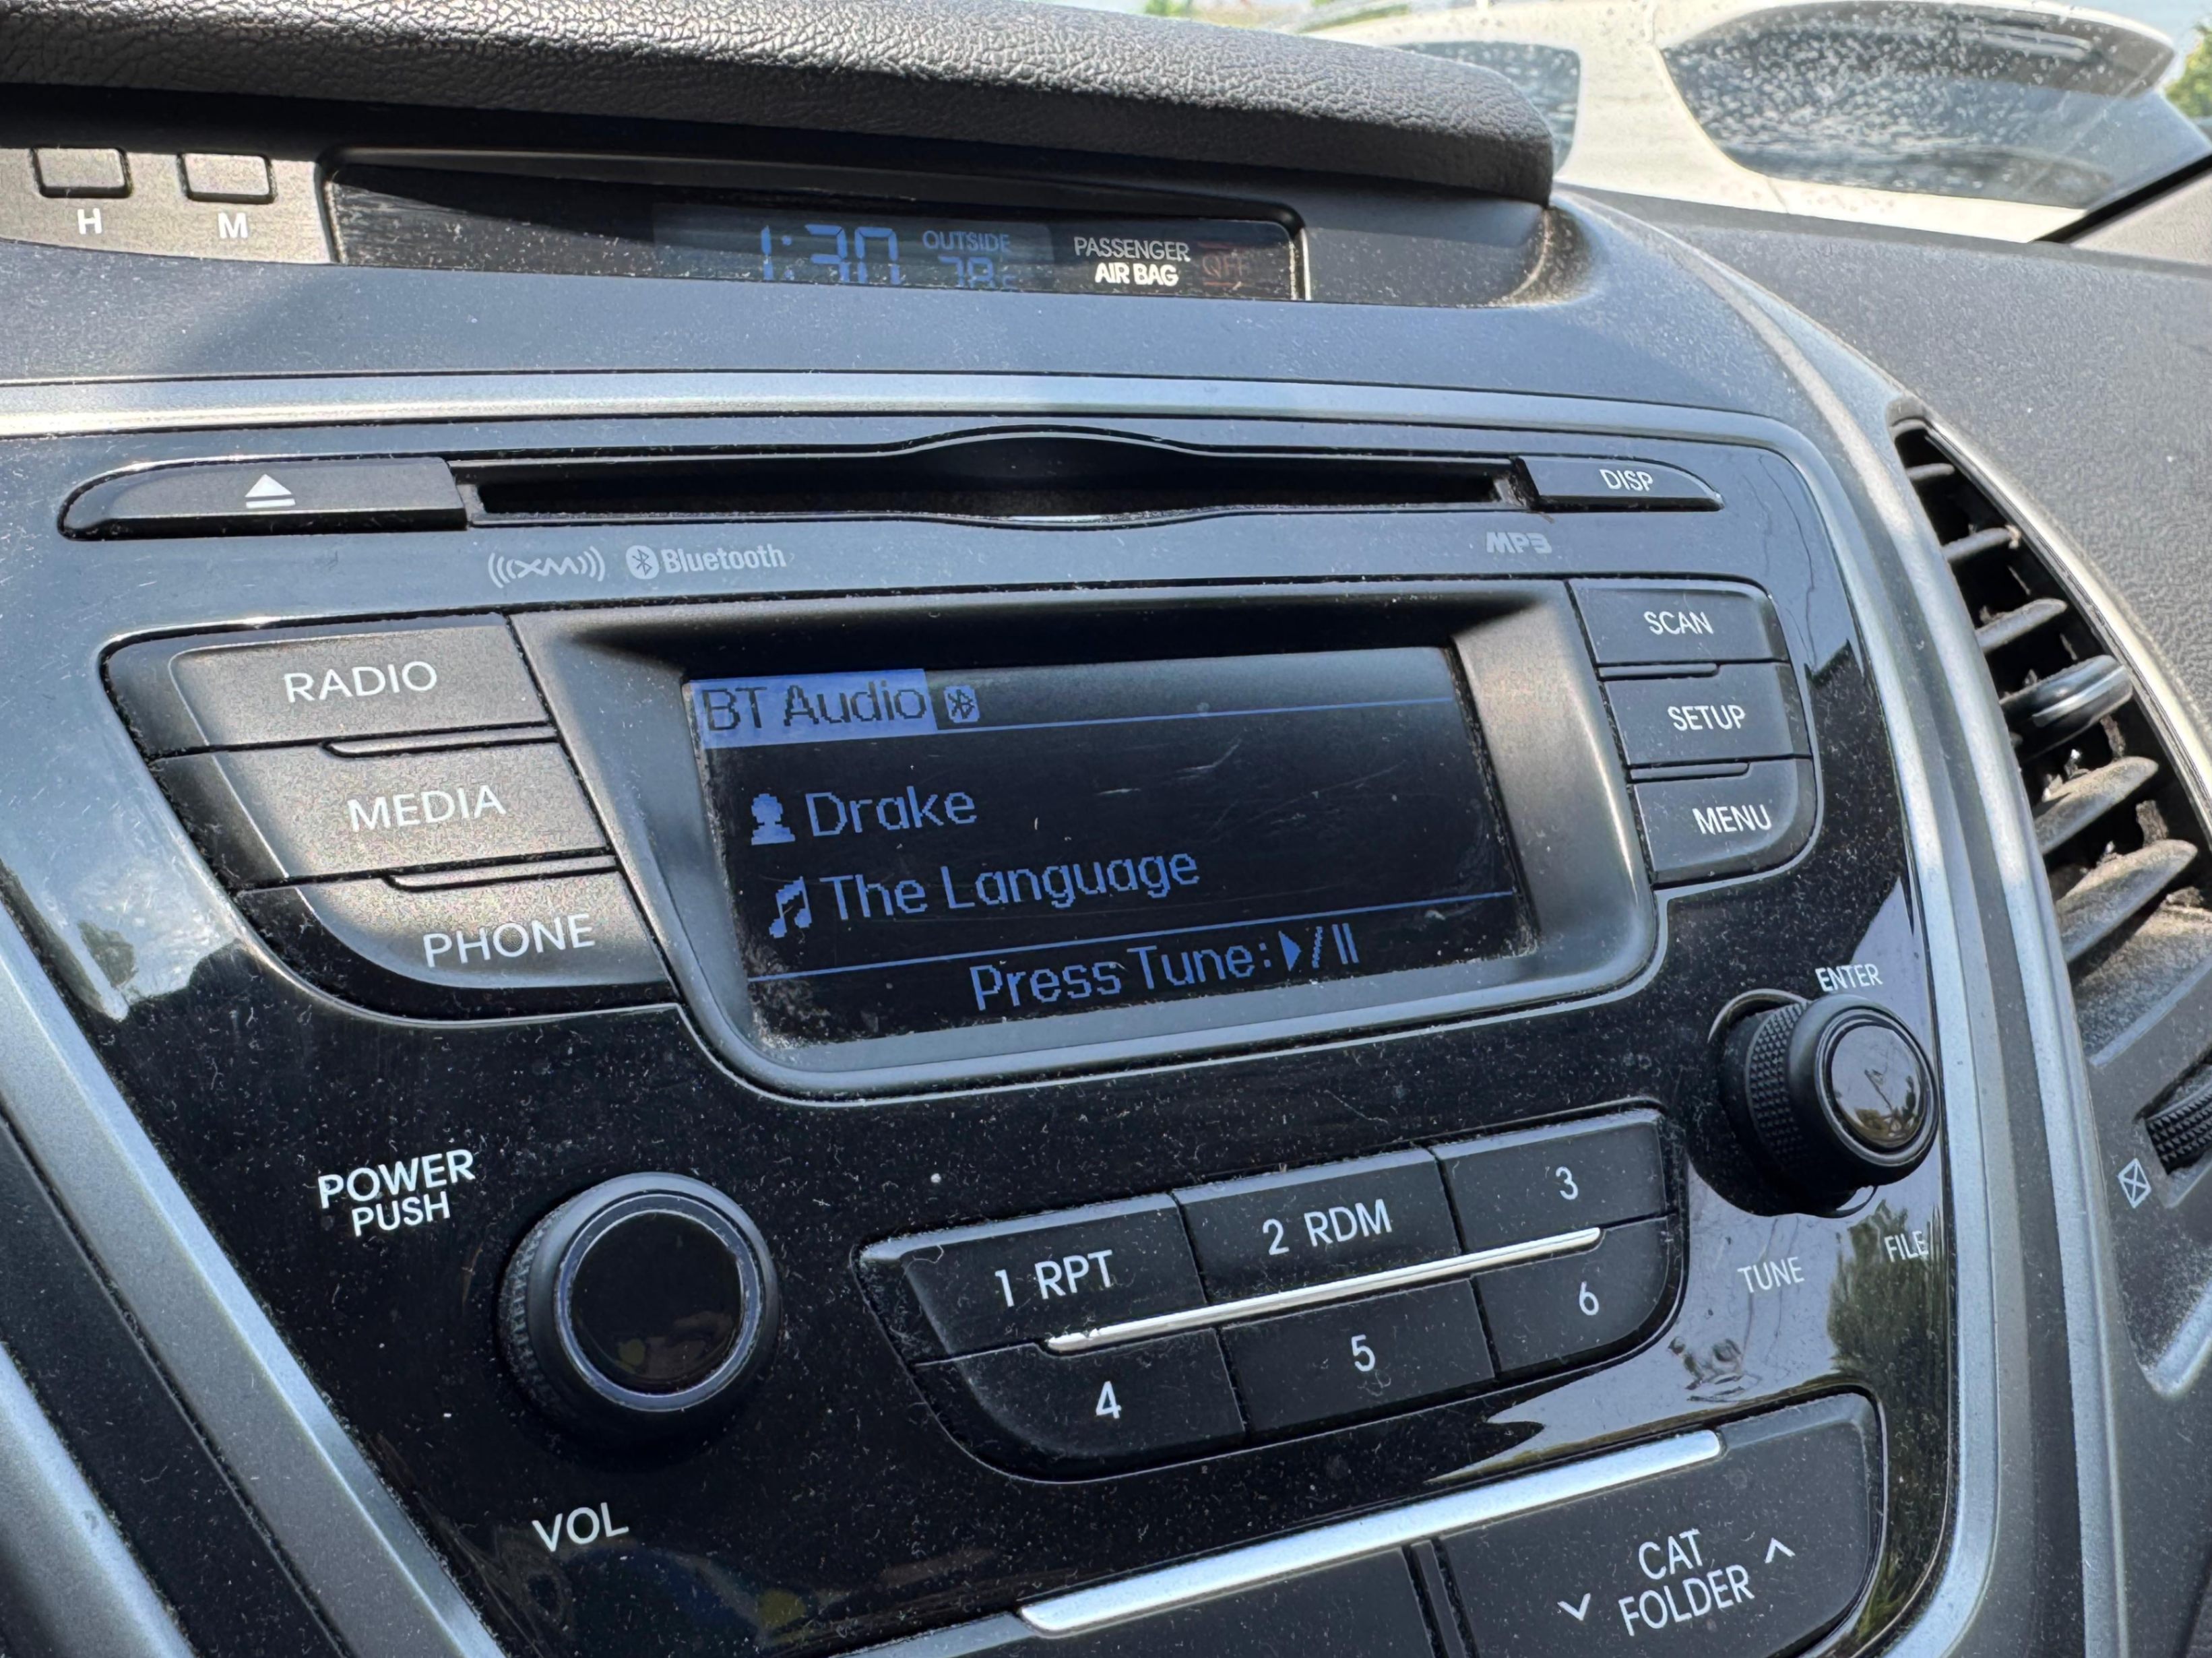 H M
1:30 OUTSIDE 78F
PASSENGER
AIR BAG OFF
DISP
((XM)) Bluetooth MP3
RADIO
MEDIA
PHONE
BT Audio
Drake
The Language
Press Tune:
SCAN
SETUP
MENU
ENTER
TUNE FILE
POWER
PUSH
VOL
1 RPT 2 RDM 3
4 5 6
CAT
FOLDER